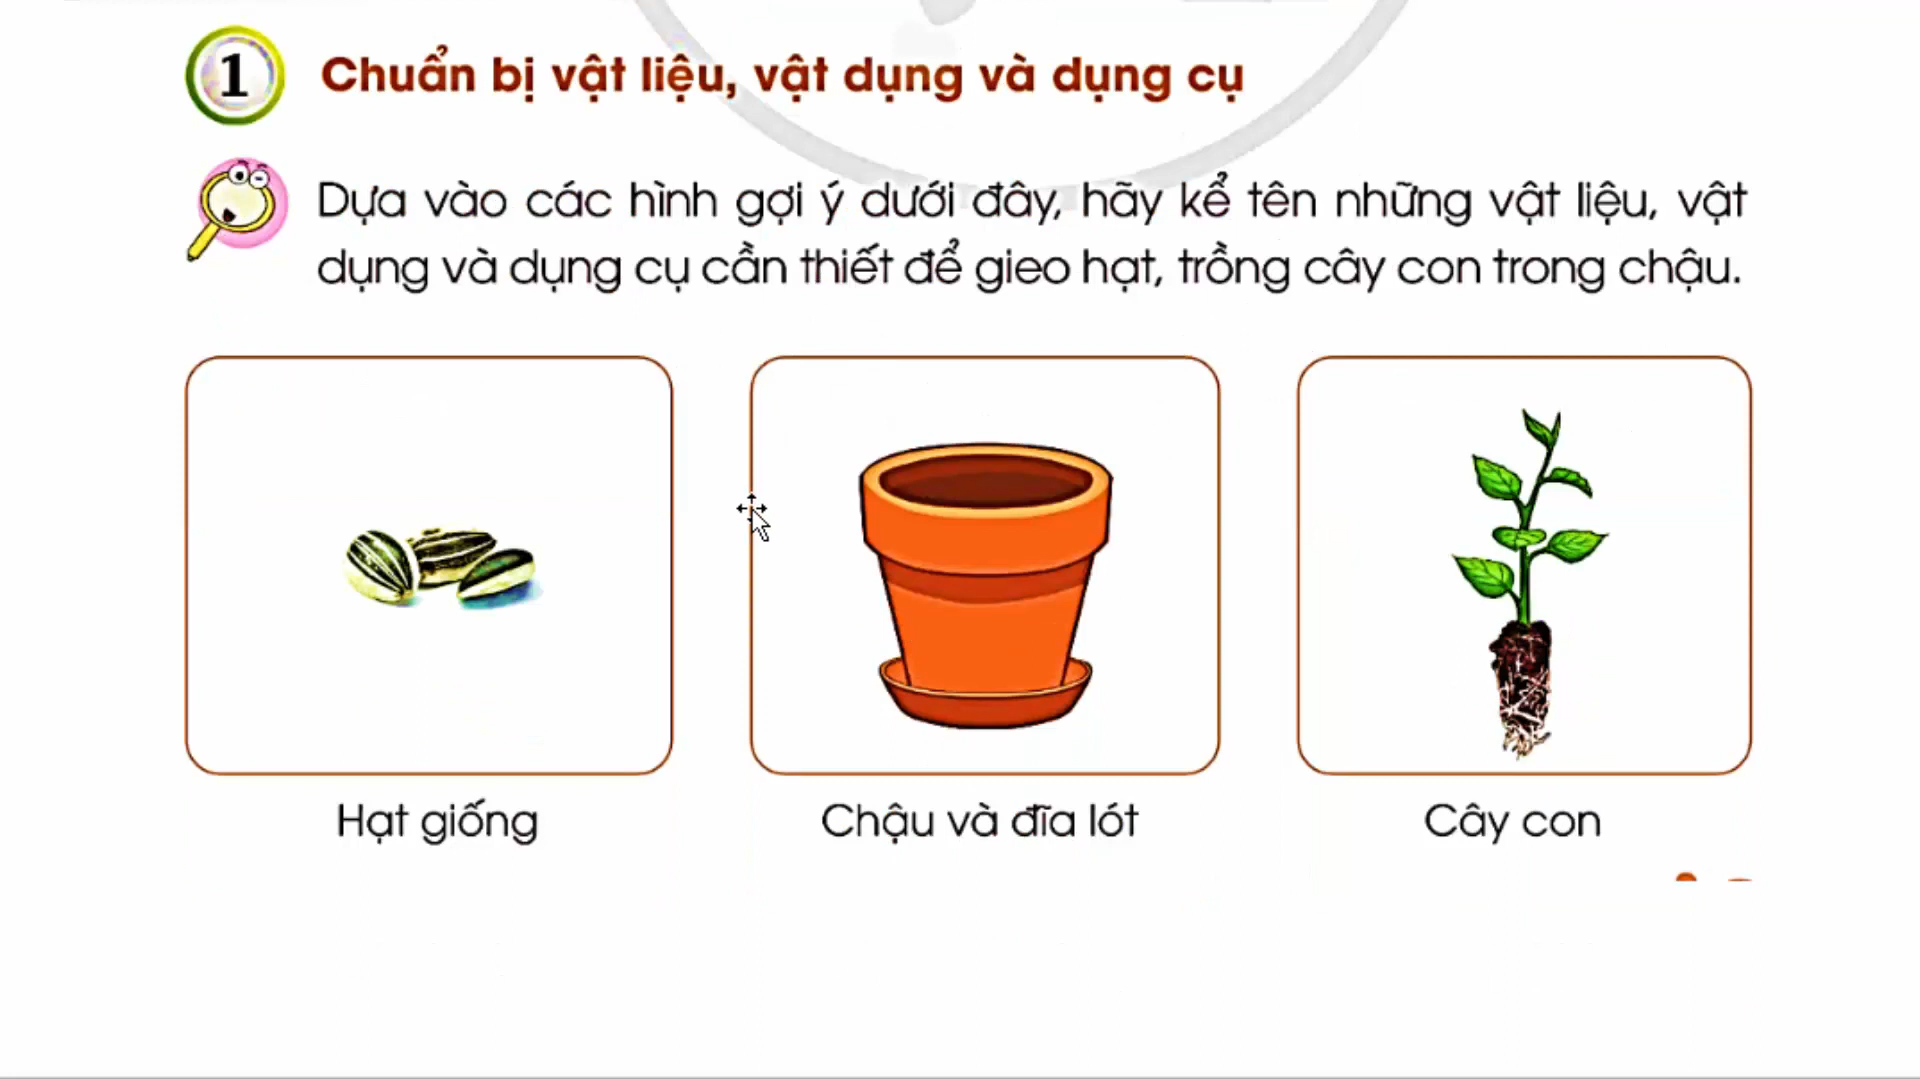 1 Chuẩn bị vật liệu, vật dụng và dụng cụ
Dựa vào các hình gợi ý dưới đây, hãy kể tên những vật liệu, vật
dụng và dụng cụ cần thiết để gieo hạt, trồng cây con trong chậu.
Hạt giống
Chậu và đĩa lót
Cây con